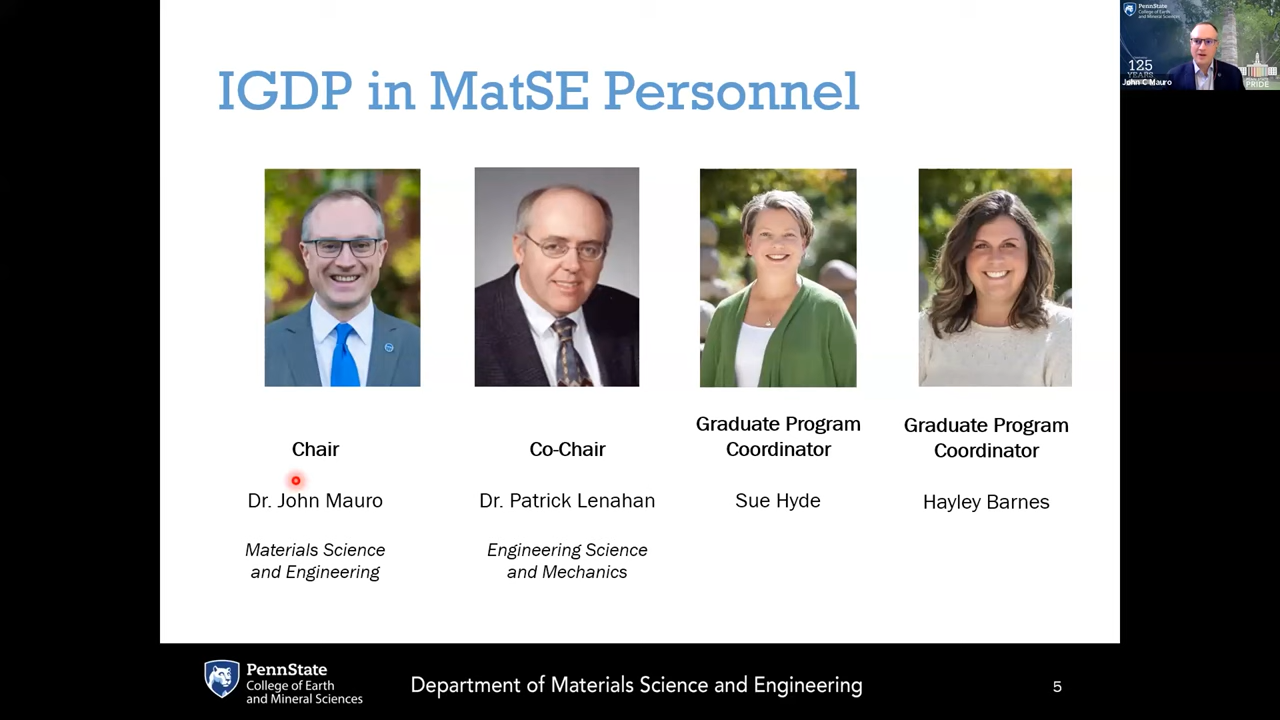 IGDP in MatSE Personnel
Chair
Dr. John Mauro
Materials Science
and Engineering
Co-Chair
Dr. Patrick Lenahan
Engineering Science
and Mechanics
Graduate Program
Coordinator
Sue Hyde
Graduate Program
Coordinator
Hayley Barnes
PennState
College of Earth
and Mineral Sciences
Department of Materials Science and Engineering
5
PennState
College of Earth
and Mineral Sciences
125
YEARS
John C Mauro
PRIDE